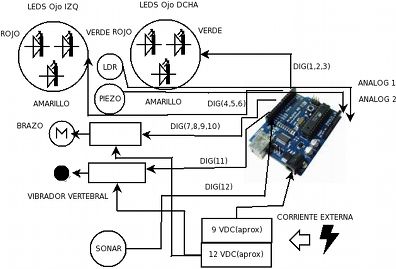 LEDS Ojo IZQ
LEDS Ojo DCHA
ROJO
VERDE
ROJO
VERDE
LDR
DIG(1,2,3)
ANALOG 1
PIEZO
ANALOG 2
AMARILLO
AMARILLO
DIG(4,5,6)
BRAZO
M
DIG(7,8,9,10)
DIG(11)
DIG(12)
VIBRADOR VERTEBRAL
CORRIENTE EXTERNA
9 VDC(aprox)
SONAR
12 VDC(aprox)